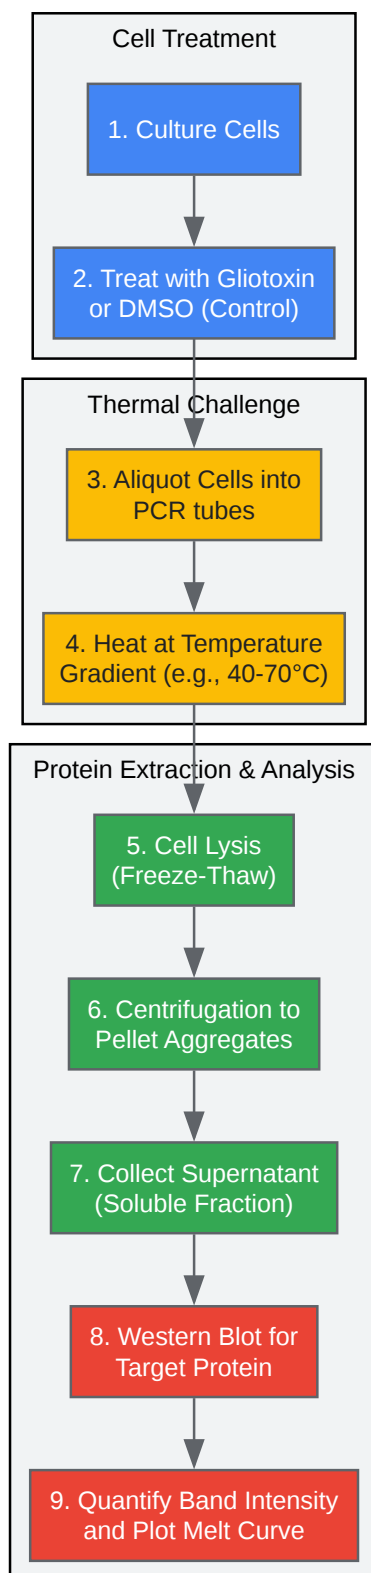 Cell Treatment
1. Culture Cells
2. Treat with Gliotoxin
or DMSO (Control)
Thermal Challenge
3. Aliquot Cells into
PCR tubes
4. Heat at Temperature
Gradient (e.g., 40-70°C)
Protein Extraction & Analysis
5. Cell Lysis
(Freeze-Thaw)
6. Centrifugation to
Pellet Aggregates
7. Collect Supernatant
(Soluble Fraction)
8. Western Blot for
Target Protein
9. Quantify Band Intensity
and Plot Melt Curve